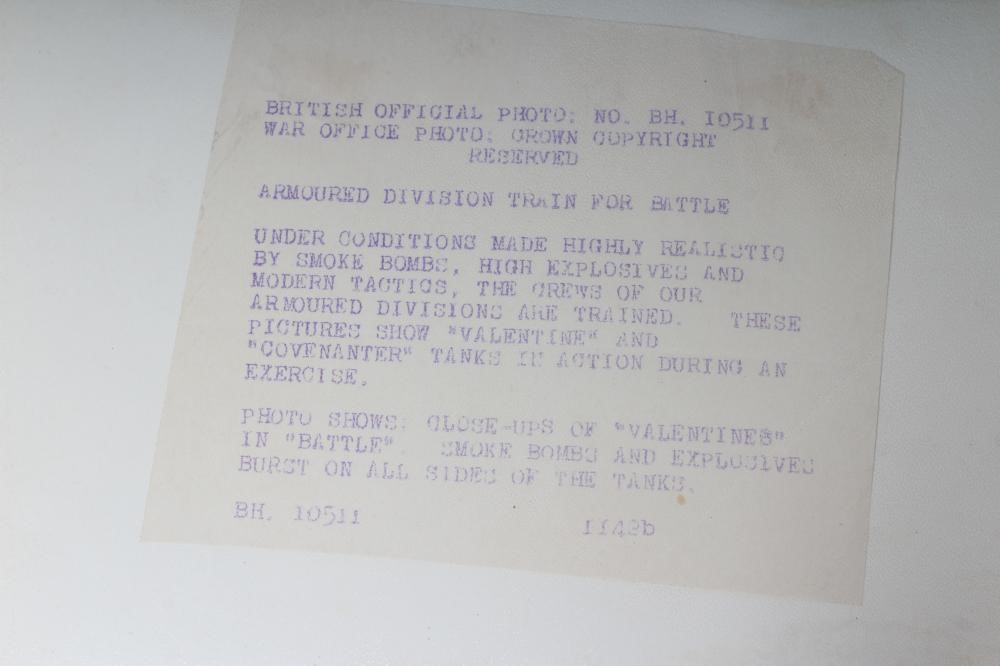 BRITISH OFFICIAL PHOTO: NO. BH. 10511
WAR OFFICE PHOTO: CROWN COPYRIGHT
RESERVED
ARMOURED DIVISION TRAIN FOR BATTLE
UNDER CONDITIONS MADE HIGHLY REALISTIC
BY SMOKE BOMBS, HIGH EXPLOSIVES AND
MODERN TACTICS, THE CREWS OF OUR
ARMOURED DIVISIONS ARE TRAINED. THESE
PICTURES SHOW "VALENTINE" AND
"COVENANTER" TANKS IN ACTION DURING AN
EXERCISE.
PHOTO SHOWS: CLOSE-UPS OF "VALENTINES"
IN "BATTLE". SMOKE BOMBS AND EXPLOSIVES
BURST ON ALL SIDES OF THE TANKS.
BH. 10511 1142b